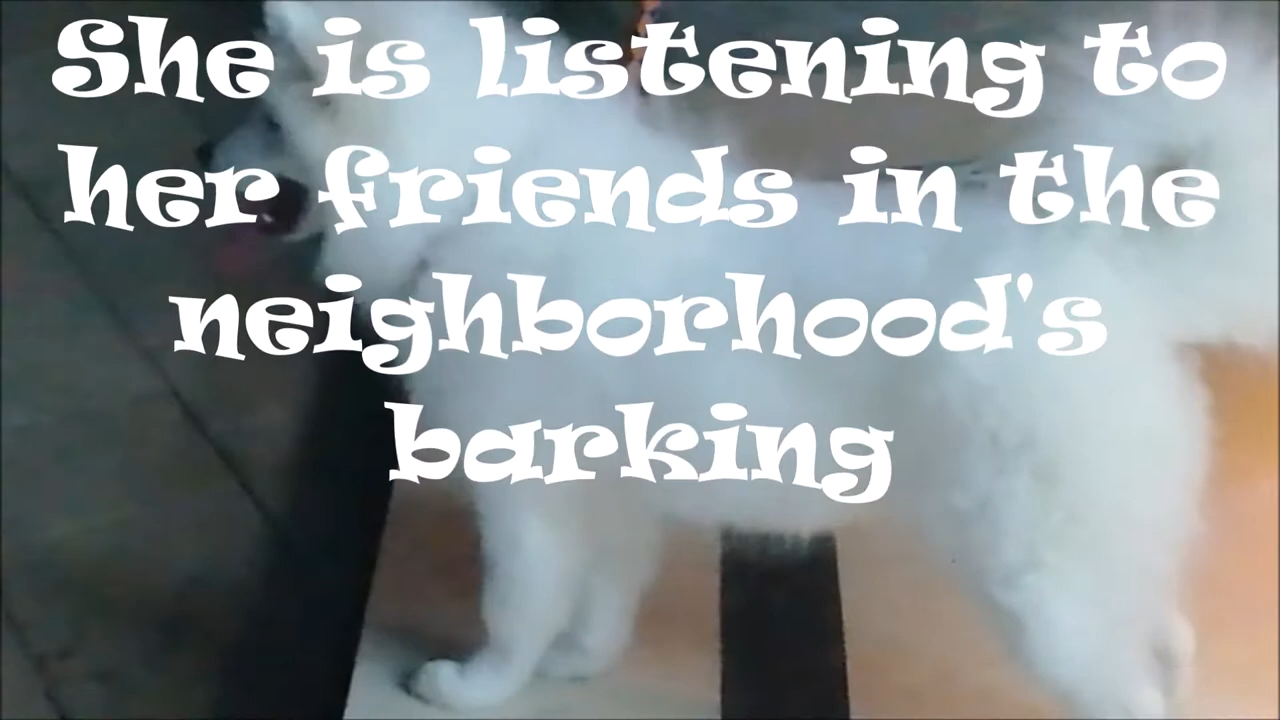 She is listening to
her friends in the
neighborhood's
barking